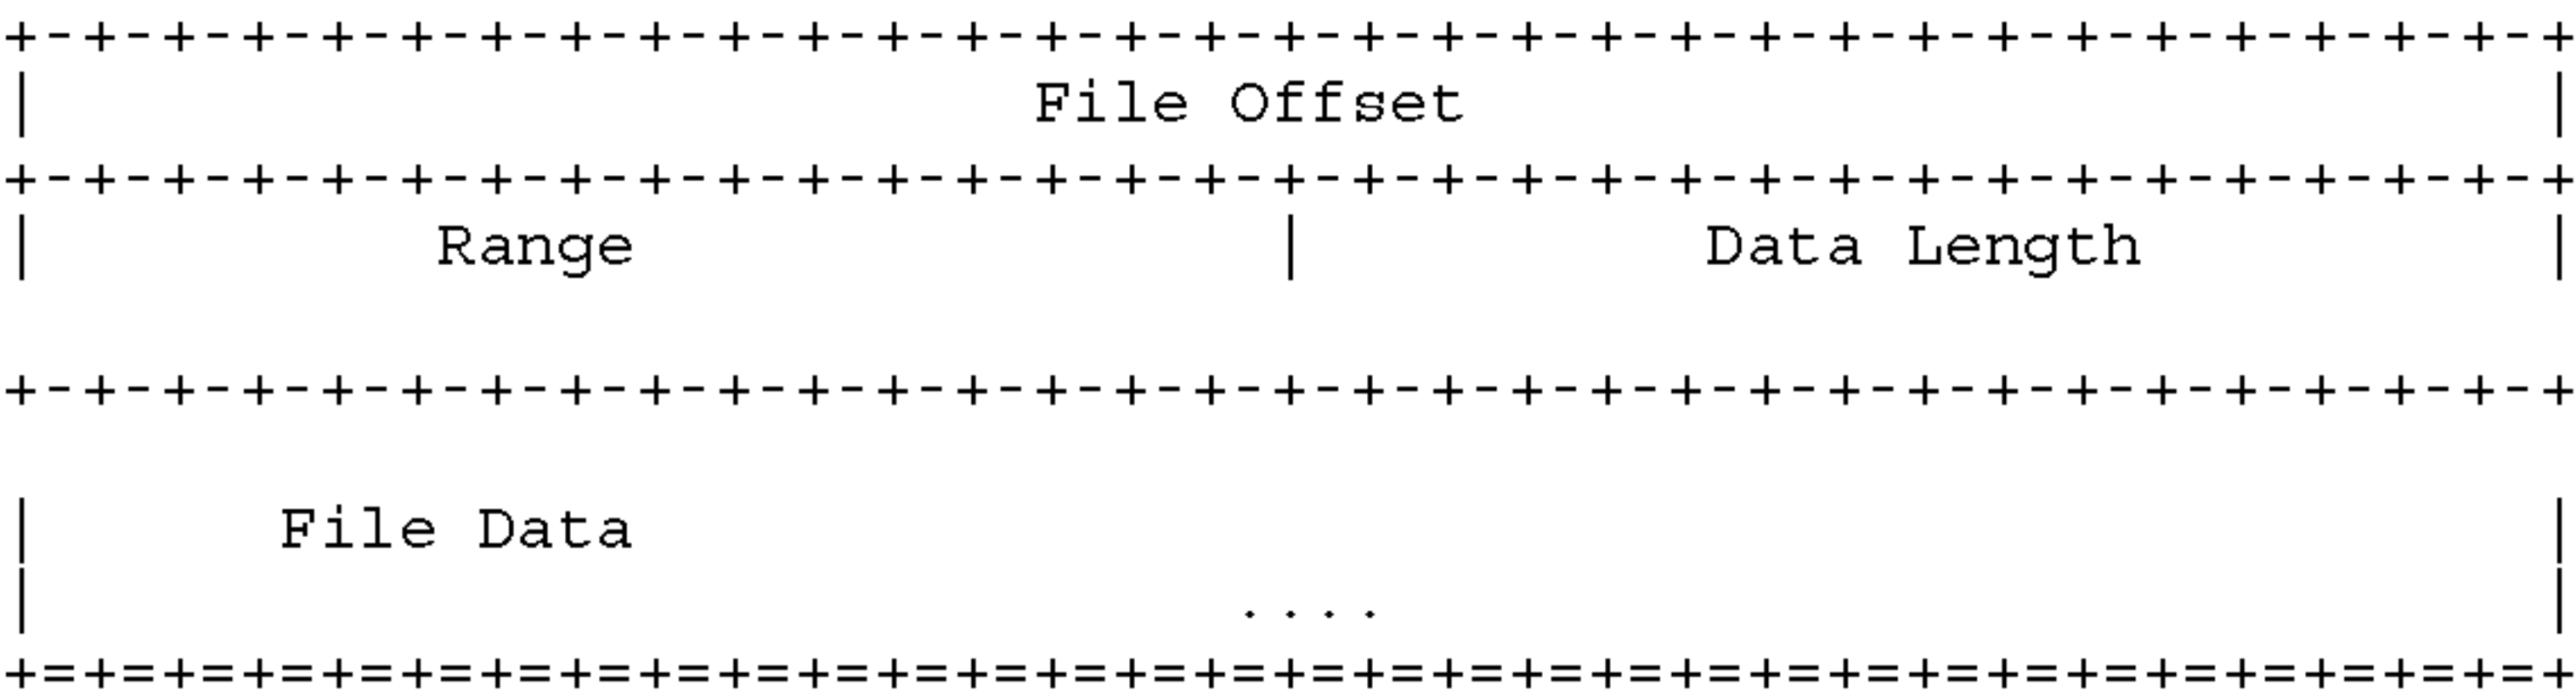 +-+-+-+-+-+-+-+-+-+-+-+-+-+-+-+-+-+-+-+-+-+-+-+-+-+-+-+-+-+-+-+-+
|                         File Offset                           |
+-+-+-+-+-+-+-+-+-+-+-+-+-+-+-+-+-+-+-+-+-+-+-+-+-+-+-+-+-+-+-+-+
|          Range                |          Data Length          |
+-+-+-+-+-+-+-+-+-+-+-+-+-+-+-+-+-+-+-+-+-+-+-+-+-+-+-+-+-+-+-+-+
|      File Data                                                |
|                              ....                             |
+=+=+=+=+=+=+=+=+=+=+=+=+=+=+=+=+=+=+=+=+=+=+=+=+=+=+=+=+=+=+=+=+